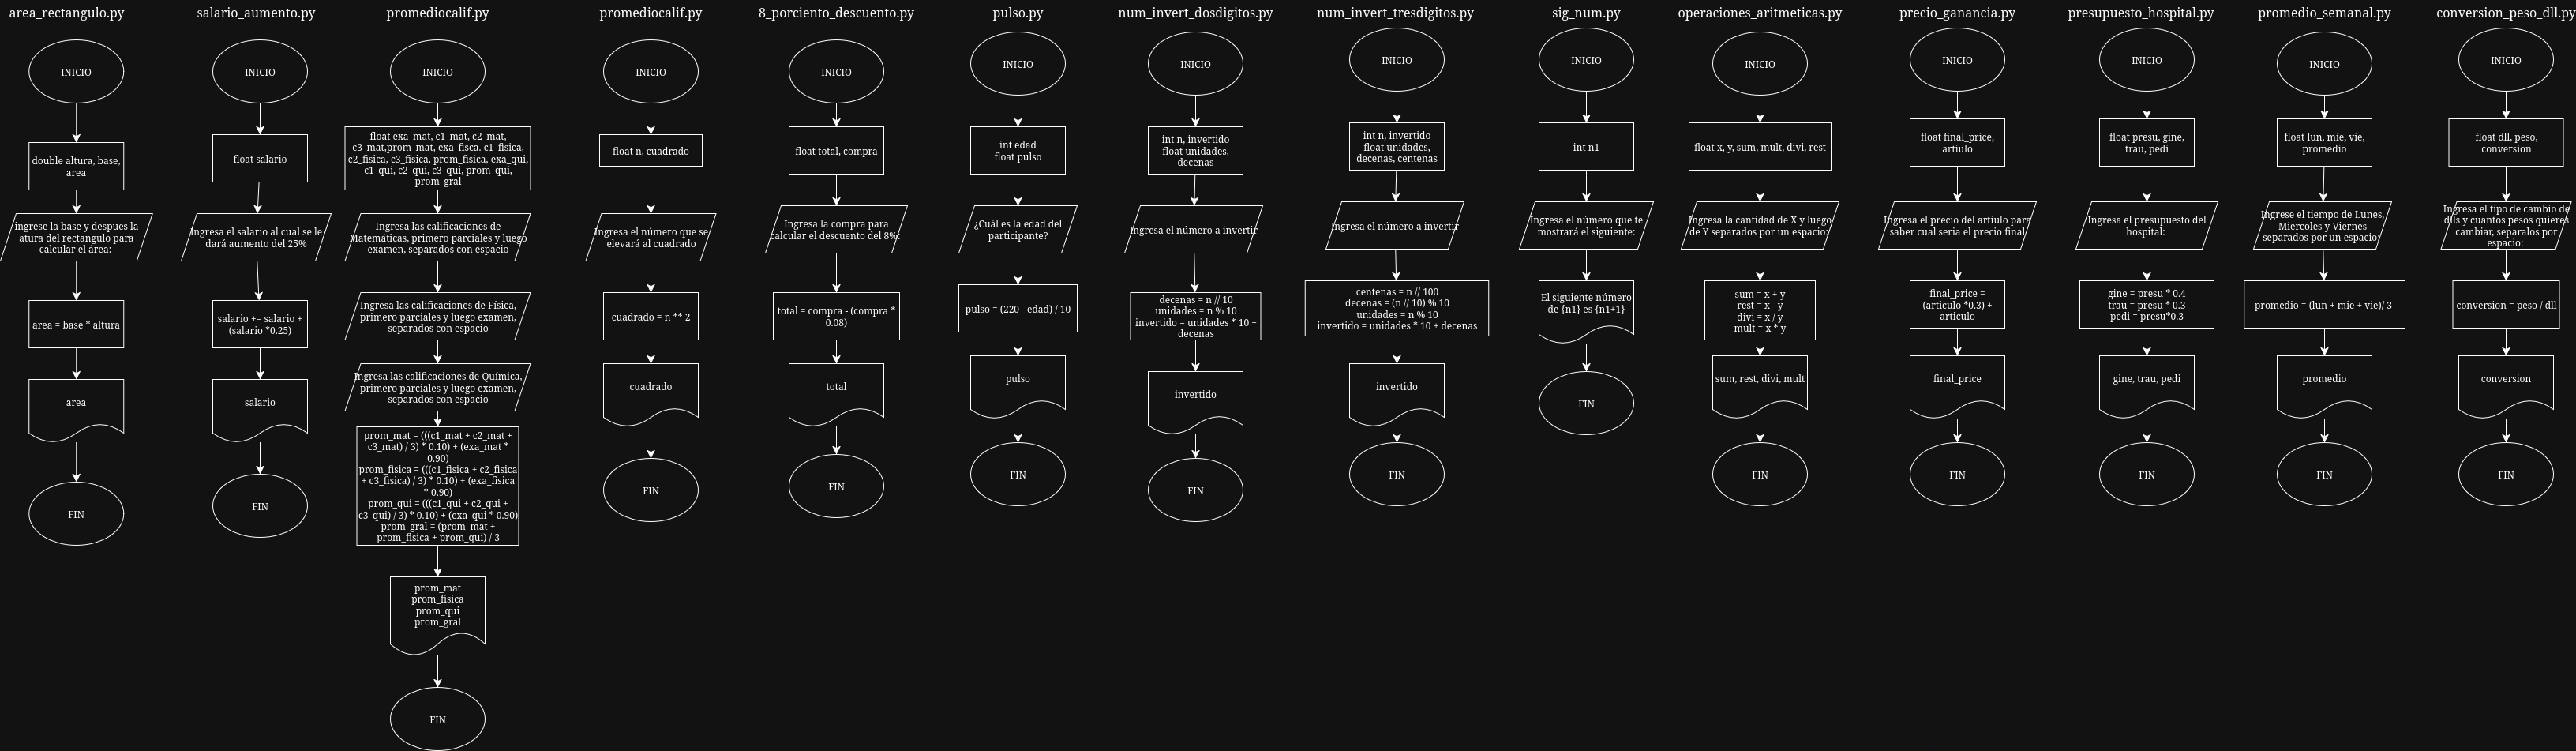 area_rectangulo.py
INICIO
double altura, base,
area
ingrese la base y despues la
atura del rectangulo para
calcular el área:
area = base * altura
area
FIN
salario_aumento.py
INICIO
float salario
Ingresa el salario al cual se le
dará aumento del 25%
salario += salario +
(salario *0.25)
salario
FIN
promediocalif.py
INICIO
float exa_mat, c1_mat, c2_mat,
c3_mat,prom_mat, exa_fisca. c1_fisica,
c2_fisica, c3_fisica, prom_fisica, exa_qui,
c1_qui, c2_qui, c3_qui, prom_qui,
prom_gral
Ingresa las calificaciones de
Matemáticas, primero parciales y luego
examen, separados con espacio
Ingresa las calificaciones de Física,
primero parciales y luego examen,
separados con espacio
Ingresa las calificaciones de Química,
primero parciales y luego examen,
separados con espacio
prom_mat = (((c1_mat + c2_mat +
c3_mat) / 3) * 0.10) + (exa_mat *
0.90)
prom_fisica = (((c1_fisica + c2_fisica
+ c3_fisica) / 3) * 0.10) + (exa_fisica
* 0.90)
prom_qui = (((c1_qui + c2_qui +
c3_qui) / 3) * 0.10) + (exa_qui * 0.90)
prom_gral = (prom_mat +
prom_fisica + prom_qui) / 3
prom_mat
prom_fisica
prom_qui
prom_gral
FIN
promediocalif.py
INICIO
float n, cuadrado
Ingresa el número que se
elevará al cuadrado
cuadrado = n ** 2
cuadrado
FIN
8_porciento_descuento.py
INICIO
float total, compra
Ingresa la compra para
calcular el descuento del 8%:
total = compra - (compra *
0.08)
total
FIN
pulso.py
INICIO
int edad
float pulso
¿Cuál es la edad del
participante?
pulso = (220 - edad) / 10
pulso
FIN
num_invert_dosdigitos.py
INICIO
int n, invertido
float unidades,
decenas
Ingresa el número a invertir
decenas = n // 10
unidades = n % 10
invertido = unidades * 10 +
decenas
invertido
FIN
num_invert_tresdigitos.py
INICIO
int n, invertido
float unidades,
decenas, centenas
Ingresa el número a invertir
centenas = n // 100
decenas = (n // 10) % 10
unidades = n % 10
invertido = unidades * 10 + decenas
invertido
FIN
sig_num.py
INICIO
int n1
Ingresa el número que te
mostrará el siguiente:
El siguiente número
de {n1} es {n1+1}
FIN
operaciones_aritmeticas.py
INICIO
float x, y, sum, mult, divi, rest
Ingresa la cantidad de X y luego
de Y separados por un espacio:
sum = x + y
rest = x - y
divi = x / y
mult = x * y
sum, rest, divi, mult
FIN
precio_ganancia.py
INICIO
float final_price,
artiulo
Ingresa el precio del artiulo para
saber cual seria el precio final
final_price =
(articulo *0.3) +
articulo
final_price
FIN
presupuesto_hospital.py
INICIO
float presu, gine,
trau, pedi
Ingresa el presupuesto del
hospital:
gine = presu * 0.4
trau = presu * 0.3
pedi = presu*0.3
gine, trau, pedi
FIN
promedio_semanal.py
INICIO
float lun, mie, vie,
promedio
Ingrese el tiempo de Lunes,
Miercoles y Viernes
separados por un espacio:
promedio = (lun + mie + vie)/ 3
promedio
FIN
conversion_peso_dll.py
INICIO
float dll, peso,
conversion
Ingresa el tipo de cambio de
dlls y cuantos pesos quieres
cambiar, separalos por
espacio:
conversion = peso / dll
conversion
FIN